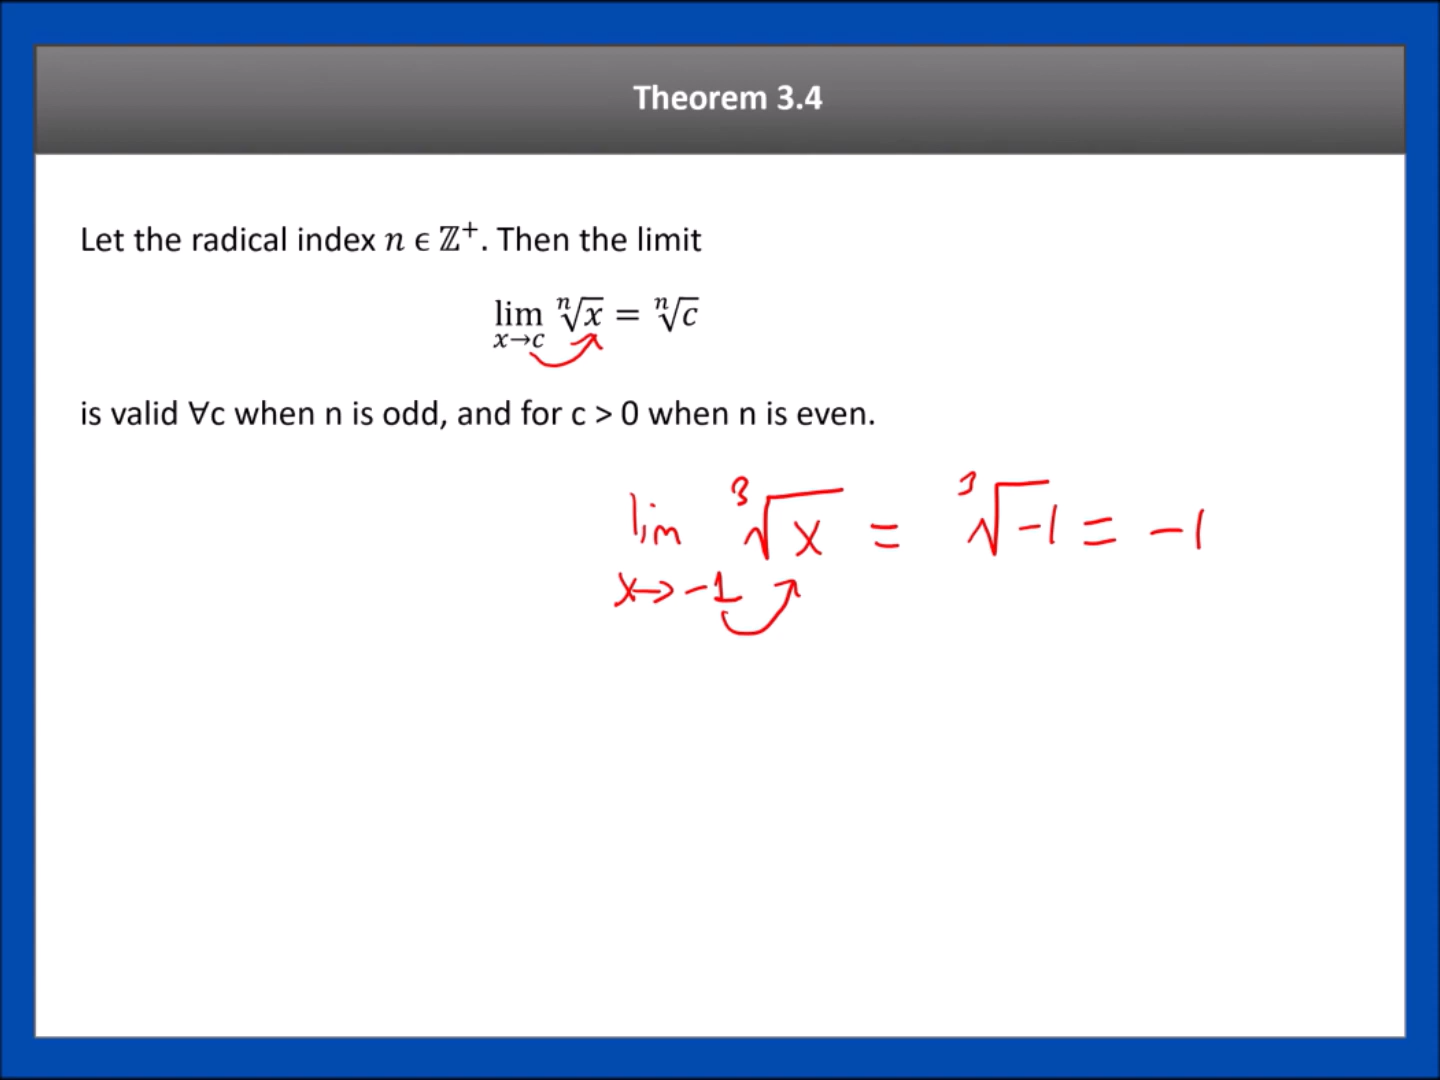 Theorem 3.4
Let the radical index n ϵ ℤ⁺. Then the limit
lim ⁿ√x = ⁿ√c
x→c
is valid ∀c when n is odd, and for c > 0 when n is even.
lim ³√x = ³√-1 = -1
x→-1